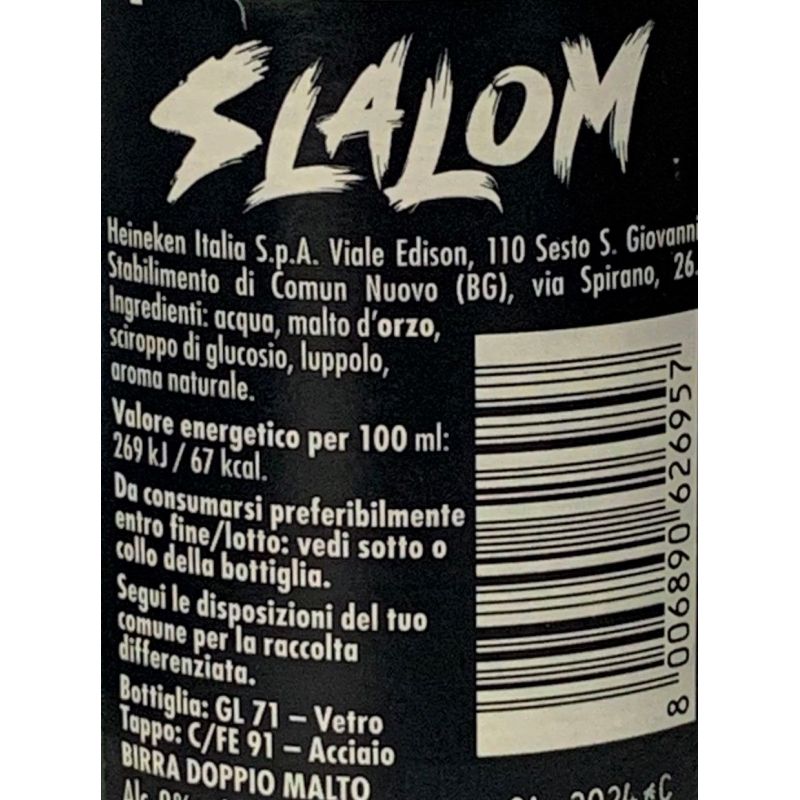 SLALOM
Heineken Italia S.p.A. Viale Edison, 110 Sesto S. Giovanni
Stabilimento di Comun Nuovo (BG), via Spirano, 26.
Ingredienti: acqua, malto d'orzo,
sciroppo di glucosio, luppolo,
aroma naturale.
Valore energetico per 100 ml:
269 kJ / 67 kcal.
Da consumarsi preferibilmente
entro fine/lotto: vedi sotto o
collo della bottiglia.
Segui le disposizioni del tuo
comune per la raccolta
differenziata.
Bottiglia: GL 71 – Vetro
Tappo: C/FE 91 – Acciaio
BIRRA DOPPIO MALTO
Alc. 9%
8 006890 626957